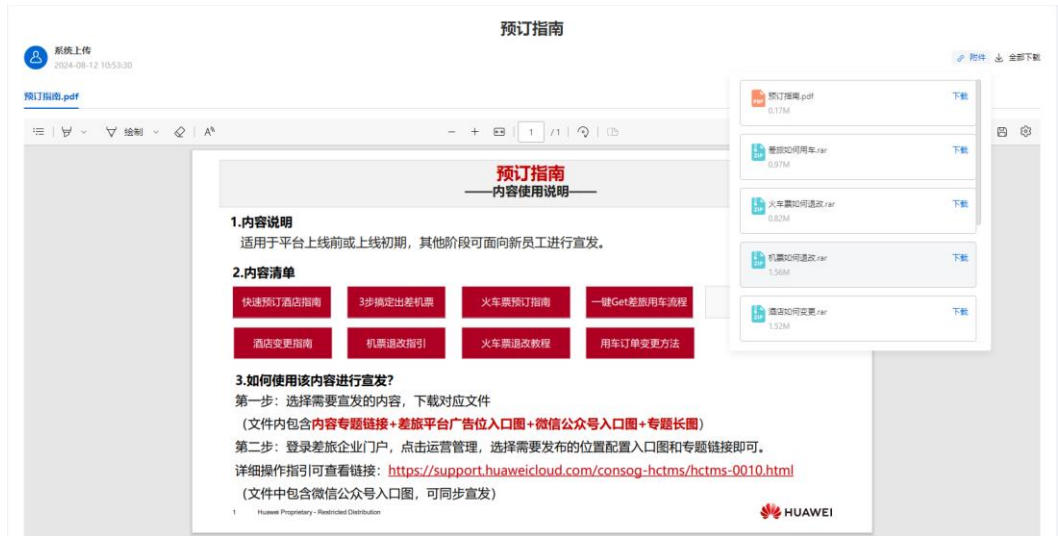 预订指南
系统上传
2024-08-12 10:53:30
附件 全部下载
预订指南.pdf
绘制 A
1 /1
预订指南
——内容使用说明——
1.内容说明
适用于平台上线前或上线初期，其他阶段可面向新员工进行宣发。
2.内容清单
快速预订酒店指南 3步搞定出差机票 火车票预订指南 一键Get差旅用车流程
酒店变更指南 机票退改指引 火车票退改教程 用车订单变更方法
3.如何使用该内容进行宣发?
第一步：选择需要宣发的内容，下载对应文件
（文件内包含内容专题链接+差旅平台广告位入口图+微信公众号入口图+专题长图）
第二步：登录差旅企业门户，点击运营管理，选择需要发布的位置配置入口图和专题链接即可。
详细操作指引可查看链接：https://support.huaweicloud.com/consog-hctms/hctms-0010.html
（文件中包含微信公众号入口图，可同步宣发）
1 Huawei Proprietary - Restricted Distribution
HUAWEI
PDF 预订指南.pdf 下载
0.17M
ZIP 差旅如何用车.rar 下载
0.97M
ZIP 火车票如何退改.rar 下载
0.82M
ZIP 机票如何退改.rar 下载
1.56M
ZIP 酒店如何变更.rar 下载
1.52M